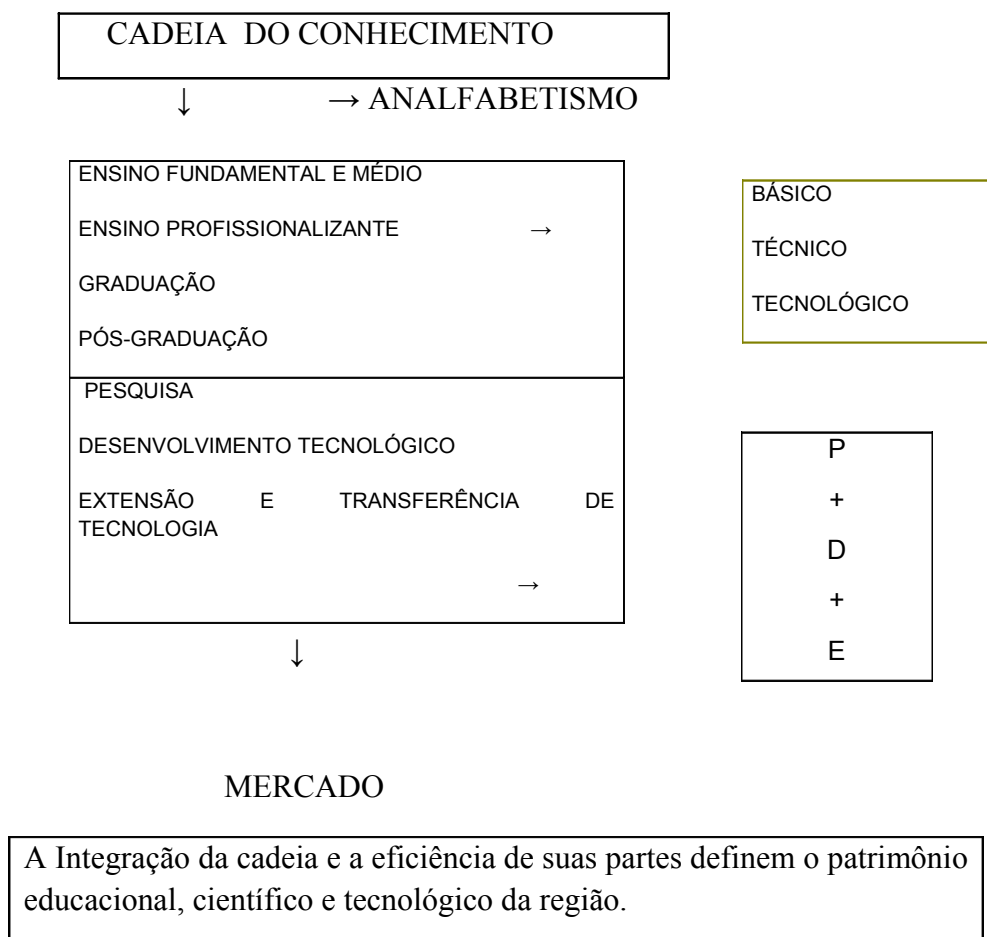 CADEIA DO CONHECIMENTO
↓ → ANALFABETISMO
ENSINO FUNDAMENTAL E MÉDIO
ENSINO PROFISSIONALIZANTE →
GRADUAÇÃO
PÓS-GRADUAÇÃO
BÁSICO
TÉCNICO
TECNOLÓGICO
PESQUISA
DESENVOLVIMENTO TECNOLÓGICO
EXTENSÃO E TRANSFERÊNCIA DE
TECNOLOGIA
→
P
+
D
+
E
↓
MERCADO
A Integração da cadeia e a eficiência de suas partes definem o patrimônio
educacional, científico e tecnológico da região.